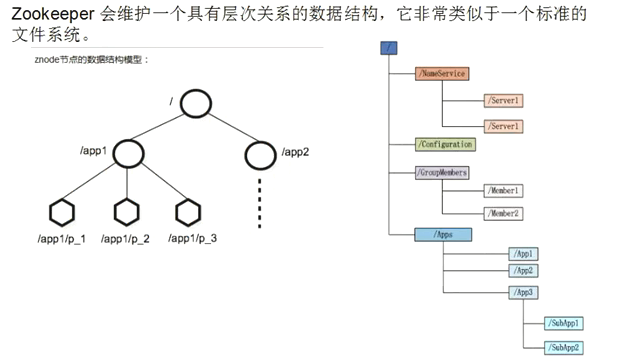 Zookeeper 会维护一个具有层次关系的数据结构，它非常类似于一个标准的
文件系统。
znode节点的数据结构模型：
/
/app1
/app2
/app1/p_1
/app1/p_2
/app1/p_3
/
/NameService
/Server1
/Server1
/Configuration
/GroupMembers
/Member1
/Member2
/Apps
/App1
/App2
/App3
/SubApp1
/SubApp2